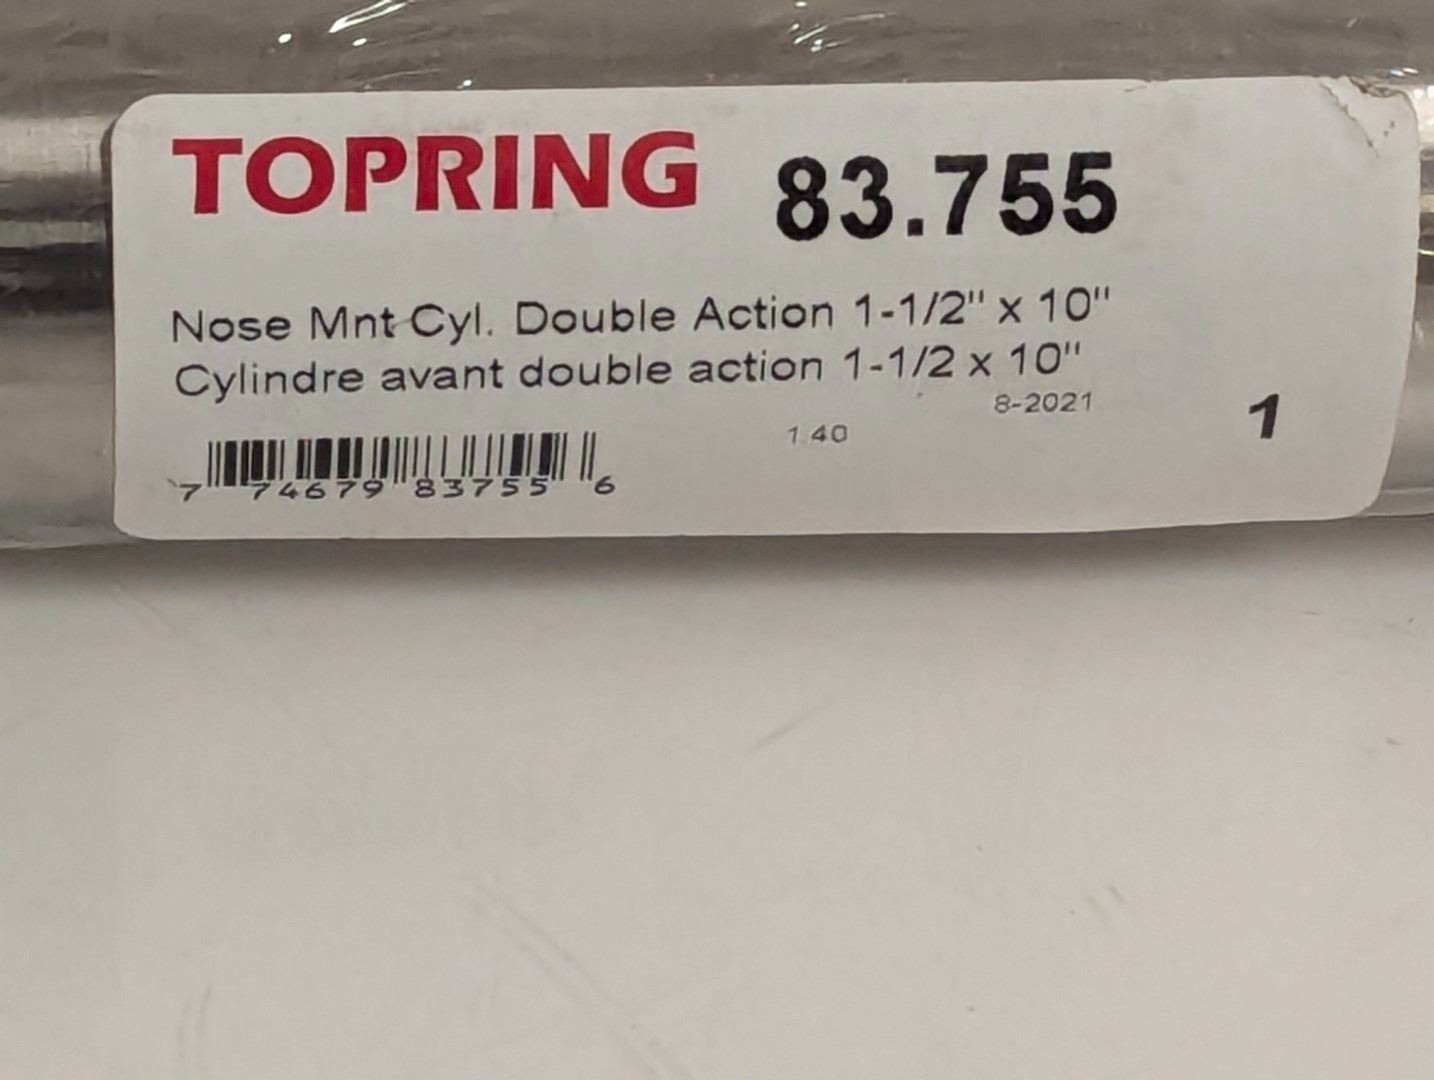 TOPRING 83.755
Nose Mnt Cyl. Double Action 1-1/2" x 10"
Cylindre avant double action 1-1/2 x 10"
8-2021
1.40
1
7 74679 83755 6